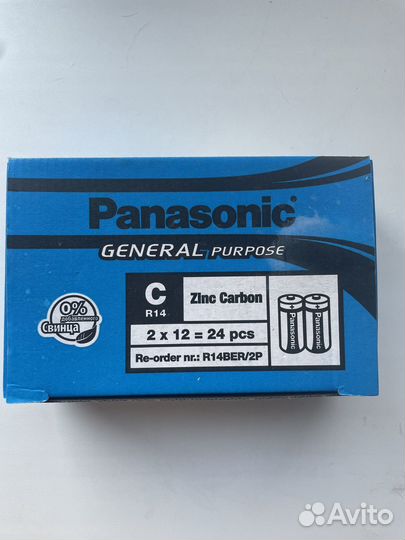 Panasonic
GENERAL PURPOSE
0%
добавленного
Свинца
C
R14
Zinc Carbon
2 x 12 = 24 pcs
Re-order nr.: R14BER/2P
Panasonic
Panasonic
Avito